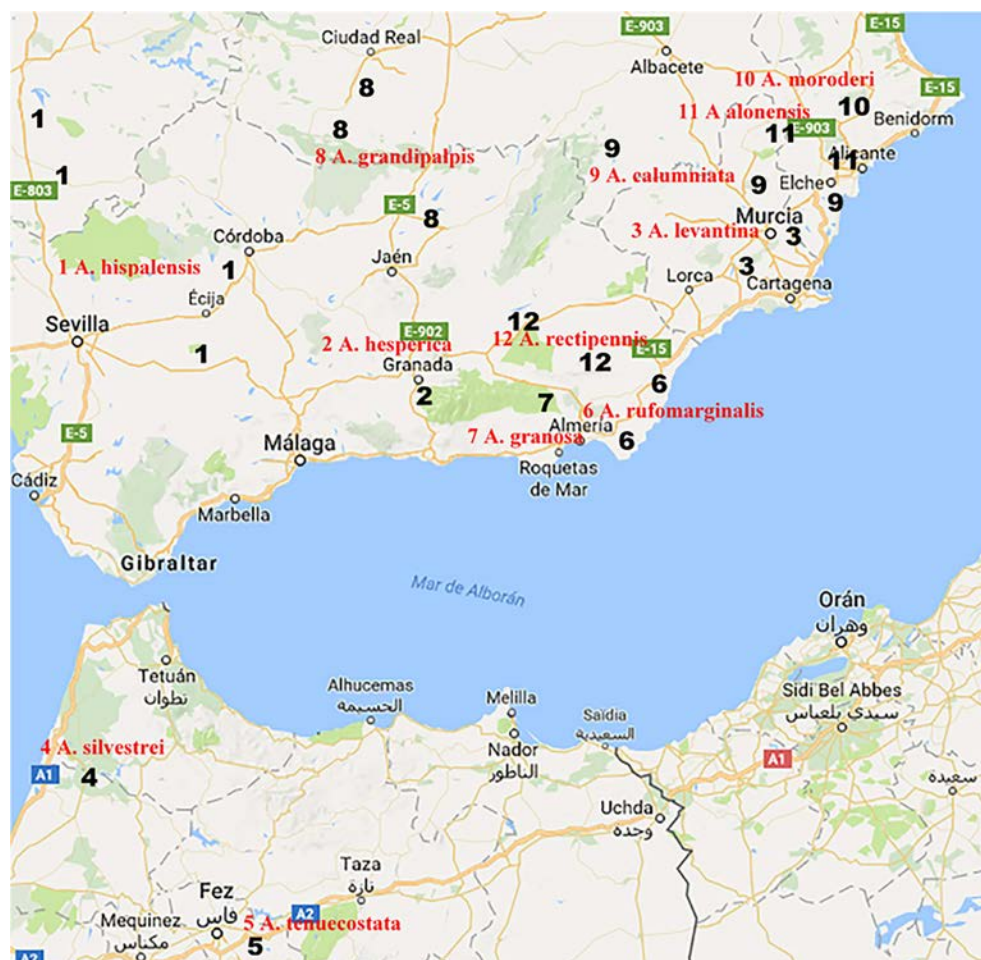 E-903
E-15
Ciudad Real
Albacete
8
10 A. moroderi
E-15
1
10
11 A alonensis
Benidorm
8
11
E-903
8 A. grandipalpis
9
11
Alicante
1
9 A. calumniata
9
Elche
E-803
E-5
8
9
Murcia
3 A. levantina
3
Córdoba
1 A. hispalensis
1
Jaén
3
Lorca
Cartagena
Écija
Sevilla
12
E-902
2 A. hesperica
12 A. rectipennis
E-15
1
12
Granada
2
7
6
6 A. rufomarginalis
E-5
Málaga
7 A. granosa
Almería
6
Roquetas
de Mar
Cádiz
Marbella
Gibraltar
Mar de Alborán
Orán
وهران
Tetuán
تطوان
Alhucemas
الحسيمة
Melilla
Saïdia
السعيدية
Sidi Bel Abbes
سيدي بلعباس
Nador
الناظور
4 A. silvestrei
A1
4
A1
سعيدة
Uchda
وجدة
Taza
تازة
Fez
فاس
A2
5 A. tenuecostata
Mequinez
مكناس
5
A2